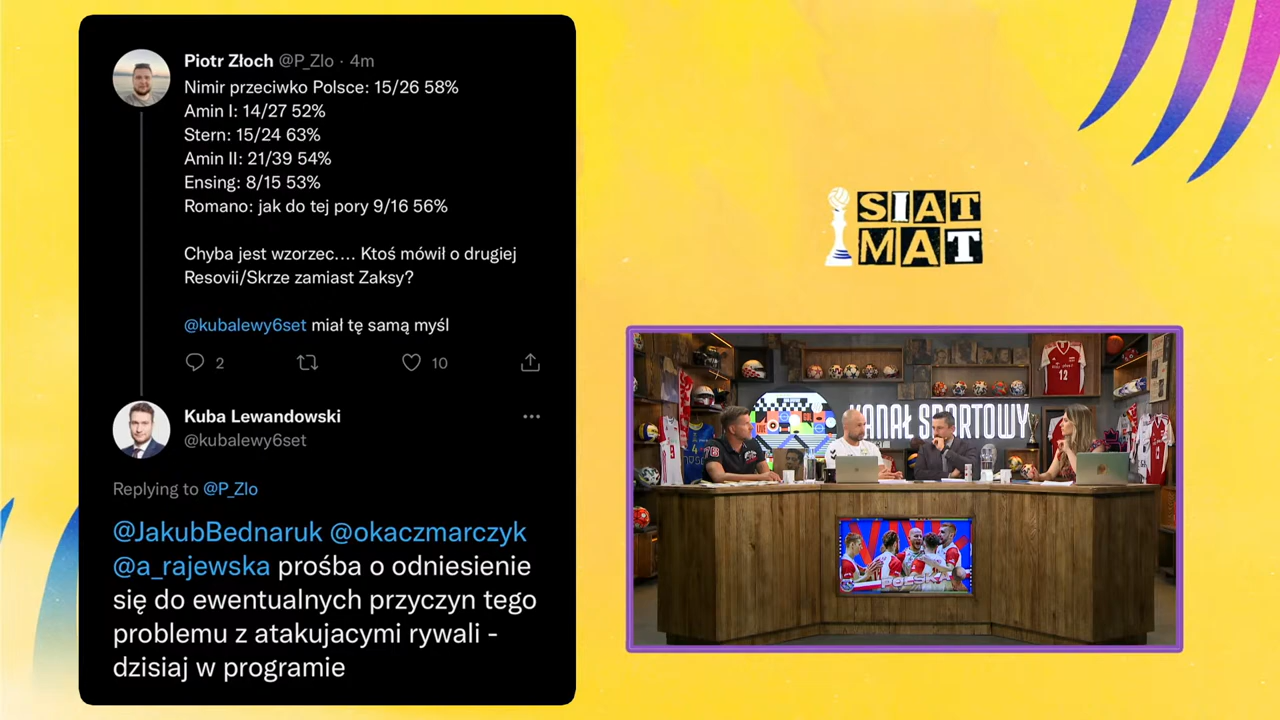 Piotr Złoch @P_Zlo · 4m
Nimir przeciwko Polsce: 15/26 58%
Amin I: 14/27 52%
Stern: 15/24 63%
Amin II: 21/39 54%
Ensing: 8/15 53%
Romano: jak do tej pory 9/16 56%
Chyba jest wzorzec.... Ktoś mówił o drugiej
Resovii/Skrze zamiast Zaksy?
@kubalewy6set miał tę samą myśl
2 10
Kuba Lewandowski
@kubalewy6set
Replying to @P_Zlo
@JakubBednaruk @okaczmarczyk
@a_rajewska prośba o odniesienie
się do ewentualnych przyczyn tego
problemu z atakujacymi rywali -
dzisiaj w programie
SIAT
MAT
KANAŁ SPORTOWY
12
POLSKA